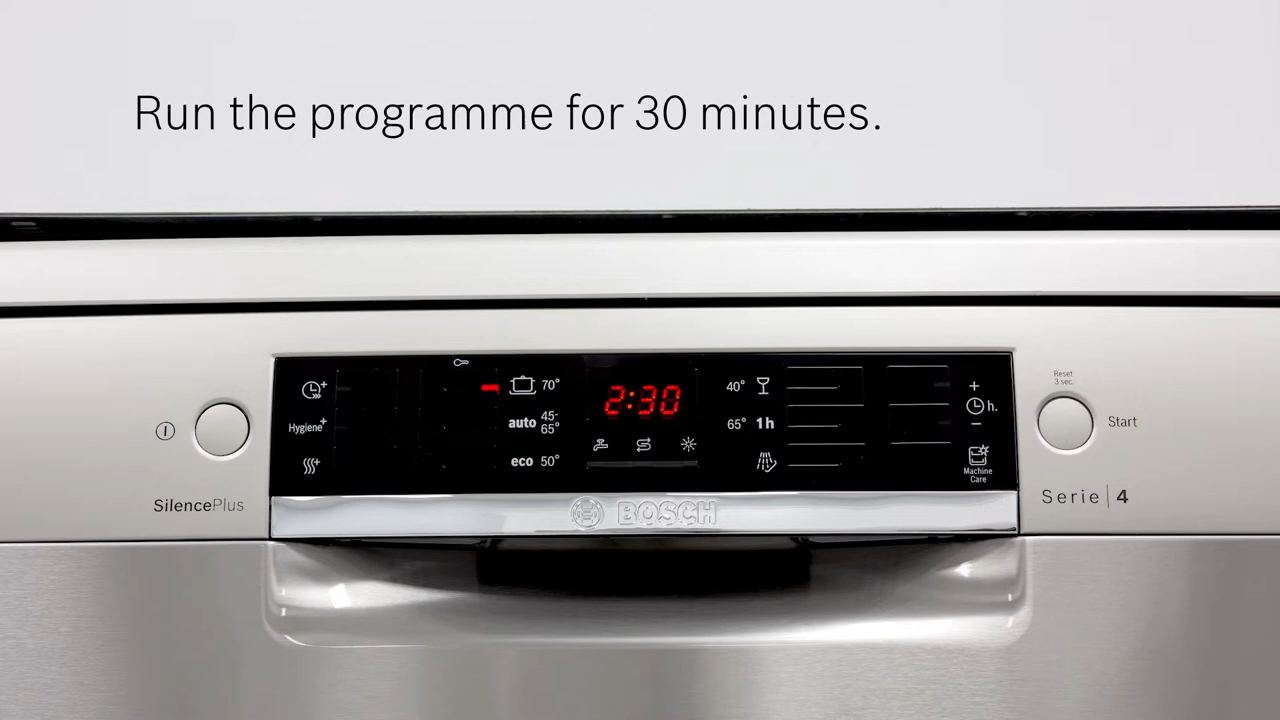 Run the programme for 30 minutes.
Reset
3 sec.
70°
2:30
40°
+
h.
−
Hygiene+
auto 45-
65°
65° 1h
Start
eco 50°
Machine
Care
SilencePlus
BOSCH
Serie | 4